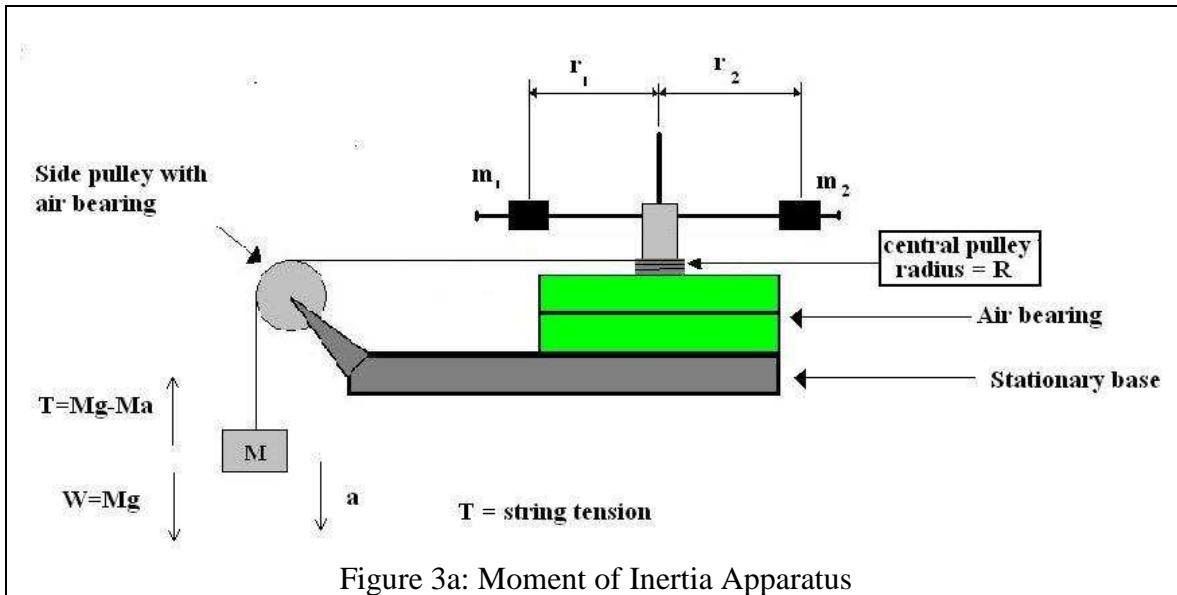 r1
r2
Side pulley with
air bearing
m1
m2
central pulley
radius = R
Air bearing
Stationary base
T=Mg-Ma
M
W=Mg
a
T = string tension
Figure 3a: Moment of Inertia Apparatus